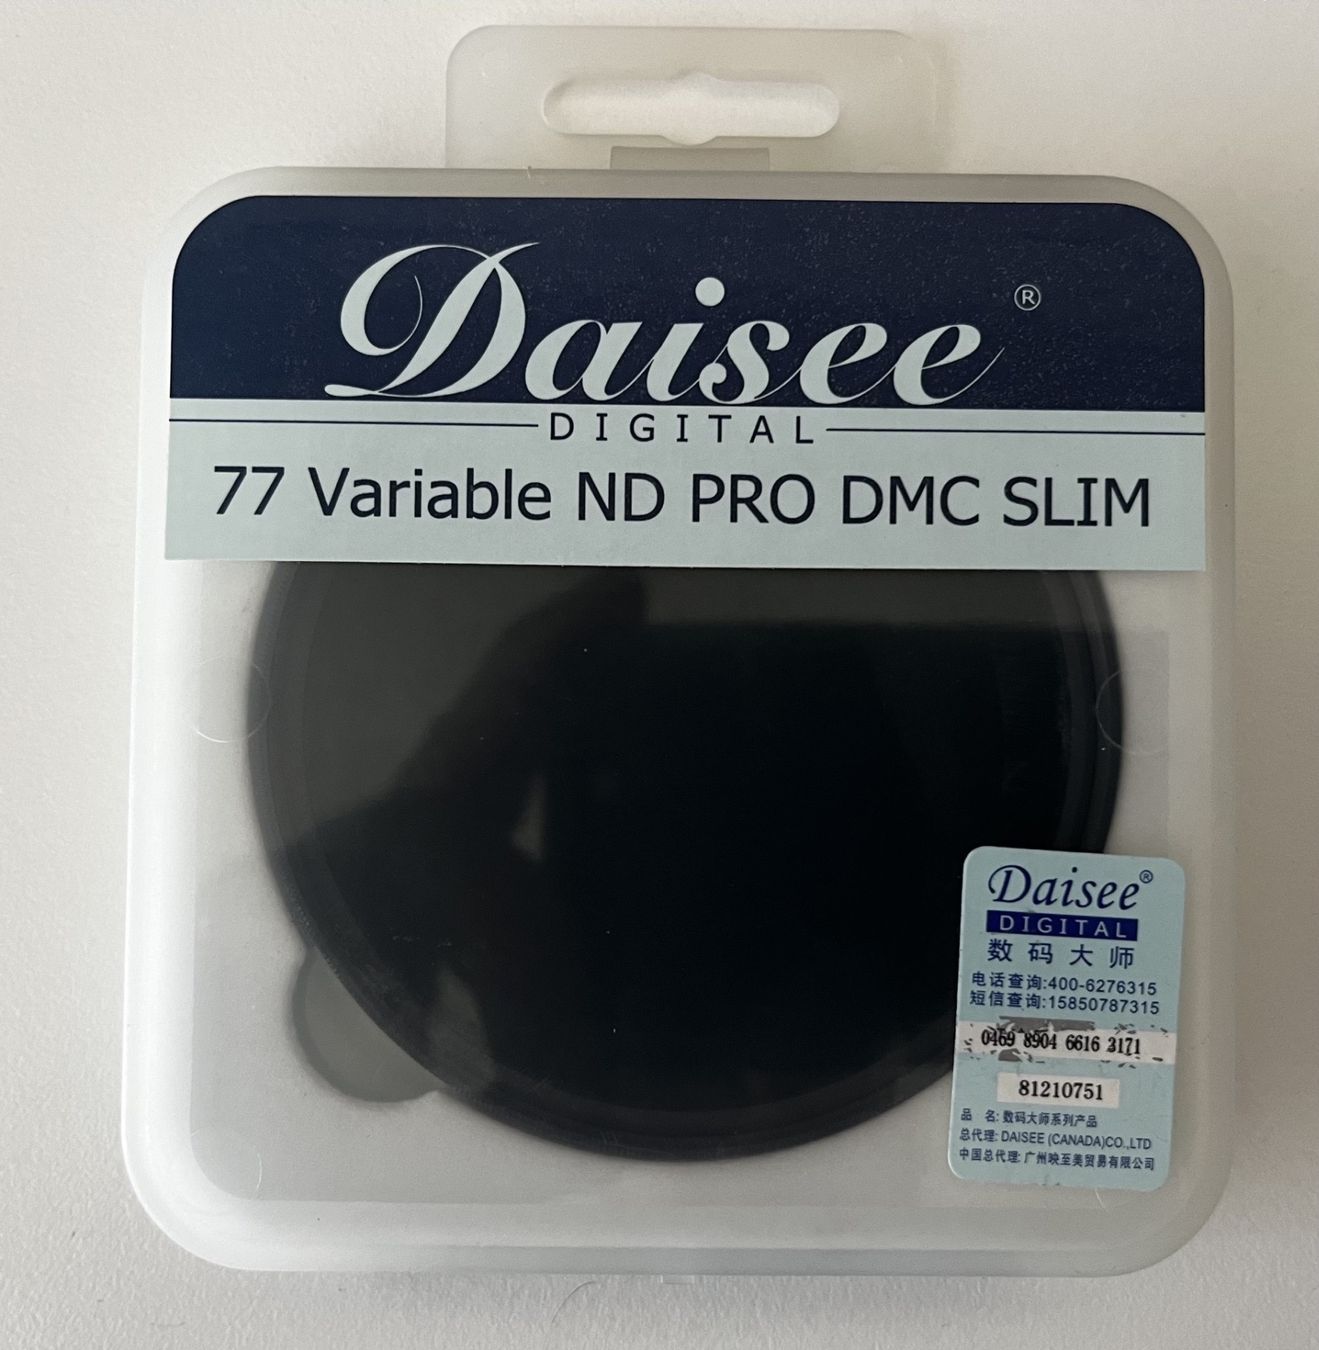 Daisee®
DIGITAL
77 Variable ND PRO DMC SLIM
Daisee®
DIGITAL
数码大师
电话查询:400-6276315
短信查询:15850787315
0469 8904 6616 3171
81210751
品 名: 数码大师系列产品
总代理: DAISEE (CANADA)CO.,LTD
中国总代理: 广州映至美贸易有限公司